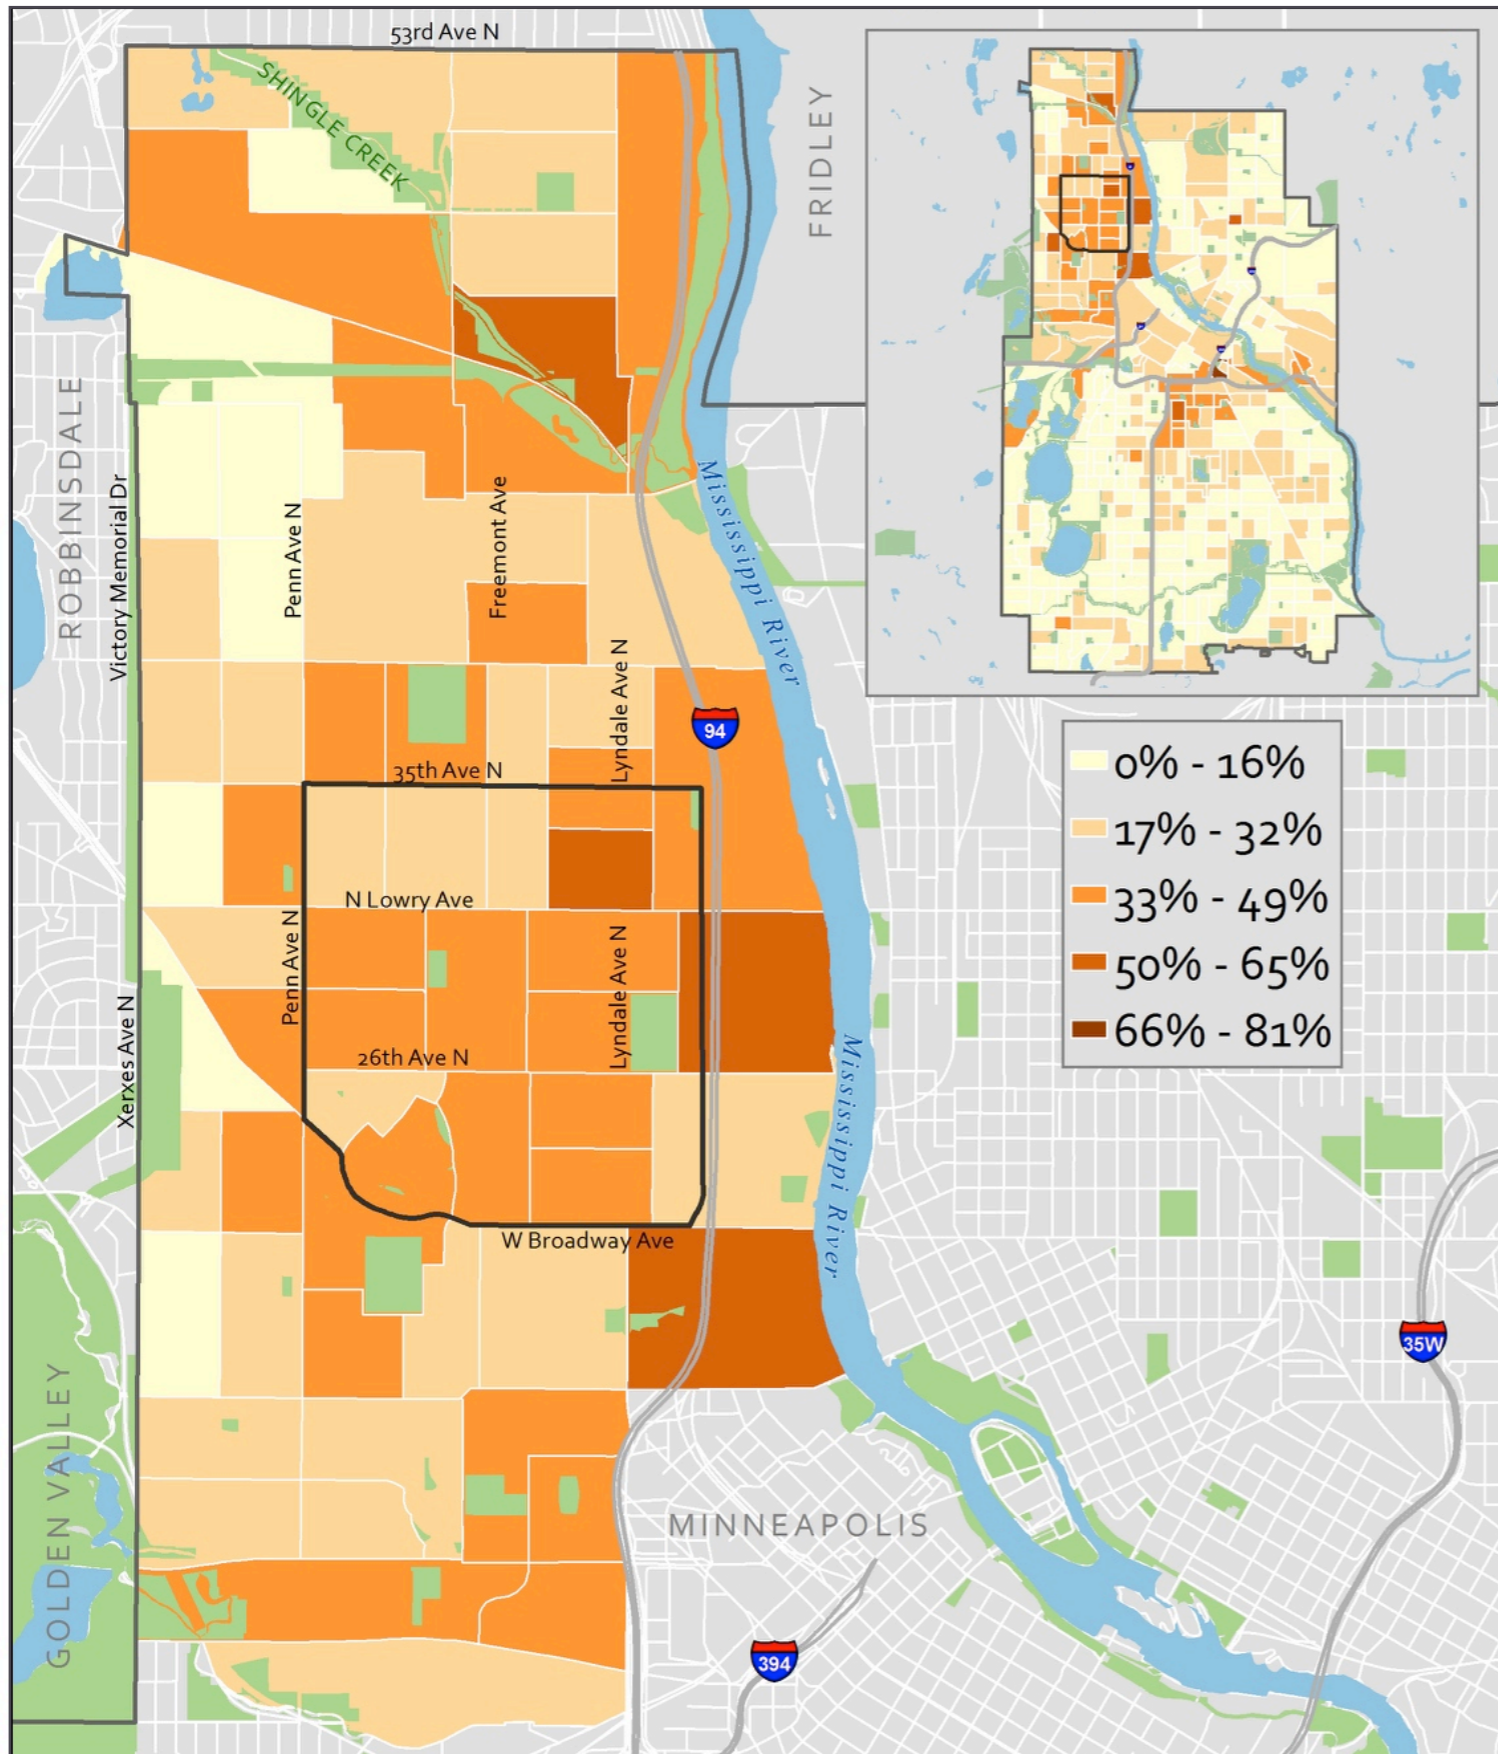 53rd Ave N
SHINGLE CREEK
FRIDLEY
ROBBINSDALE
Victory Memorial Dr
Penn Ave N
Freemont Ave
Mississippi River
Lyndale Ave N
94
35th Ave N
0% - 16%
17% - 32%
33% - 49%
50% - 65%
66% - 81%
N Lowry Ave
Penn Ave N
Lyndale Ave N
Xerxes Ave N
26th Ave N
Mississippi River
W Broadway Ave
35W
GOLDEN VALLEY
MINNEAPOLIS
394